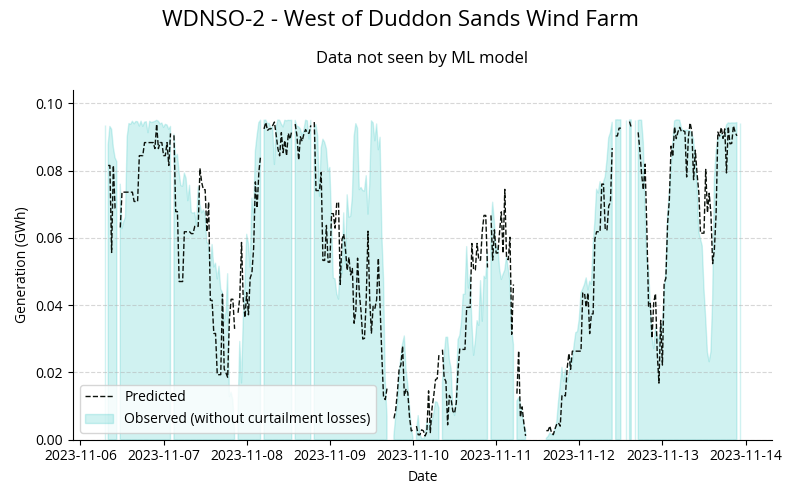 WDNSO-2 - West of Duddon Sands Wind Farm
Data not seen by ML model
0.10
0.08
0.06
0.04
0.02
0.00
Generation (GWh)
Predicted
Observed (without curtailment losses)
2023-11-06 2023-11-07 2023-11-08 2023-11-09 2023-11-10 2023-11-11 2023-11-12 2023-11-13 2023-11-14
Date